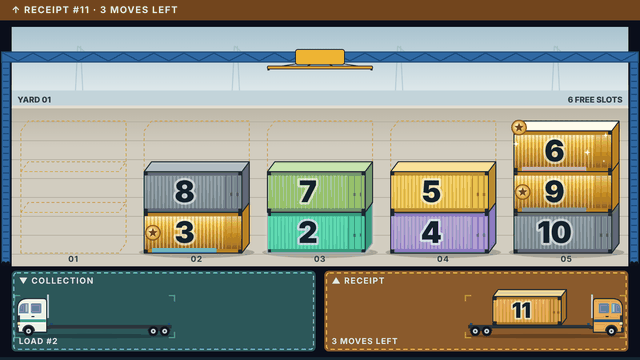 ↑ RECEIPT #11 · 3 MOVES LEFT
YARD 01
6 FREE SLOTS
6
8 7 5 9
3 2 4 10
01 02 03 04 05
▼ COLLECTION
LOAD #2
▲ RECEIPT
11
3 MOVES LEFT